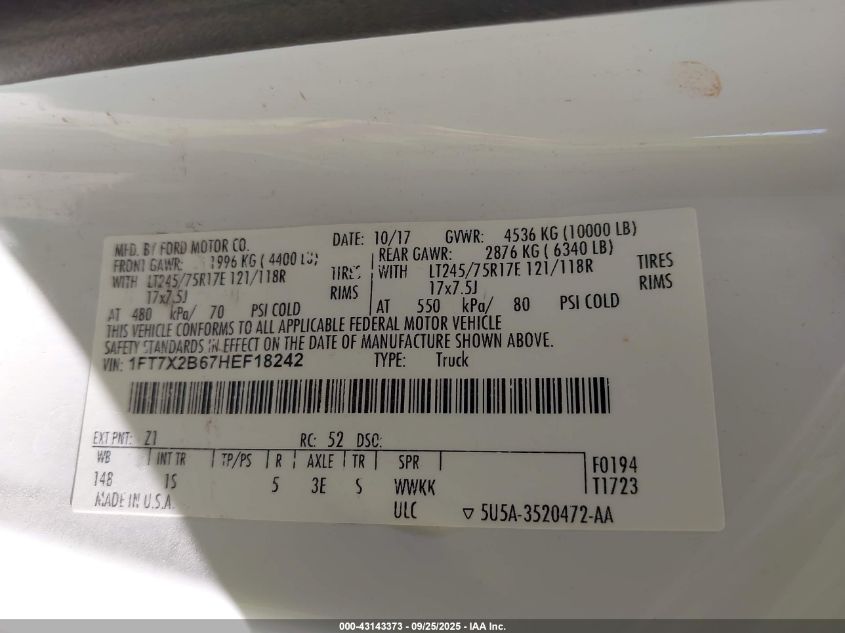 MFD. BY FORD MOTOR CO. DATE: 10/17 GVWR: 4536 KG (10000 LB)
FRONT GAWR: 1996 KG ( 4400 LB) REAR GAWR: 2876 KG ( 6340 LB)
WITH LT245/75R17E 121/118R TIRES WITH LT245/75R17E 121/118R TIRES
17x7.5J RIMS 17x7.5J RIMS
AT 480 kPa/ 70 PSI COLD AT 550 kPa/ 80 PSI COLD
THIS VEHICLE CONFORMS TO ALL APPLICABLE FEDERAL MOTOR VEHICLE
SAFETY STANDARDS IN EFFECT ON THE DATE OF MANUFACTURE SHOWN ABOVE.
VIN: 1FT7X2B67HEF18242 TYPE: Truck
EXT PNT: Z1 RC: 52 DSO:
WB INT TR TP/PS R AXLE TR SPR F0194
148 1S 5 3E S WWKK T1723
MADE IN U.S.A. ULC ▽ 5U5A-3520472-AA
000-43143373 - 09/25/2025 - IAA Inc.